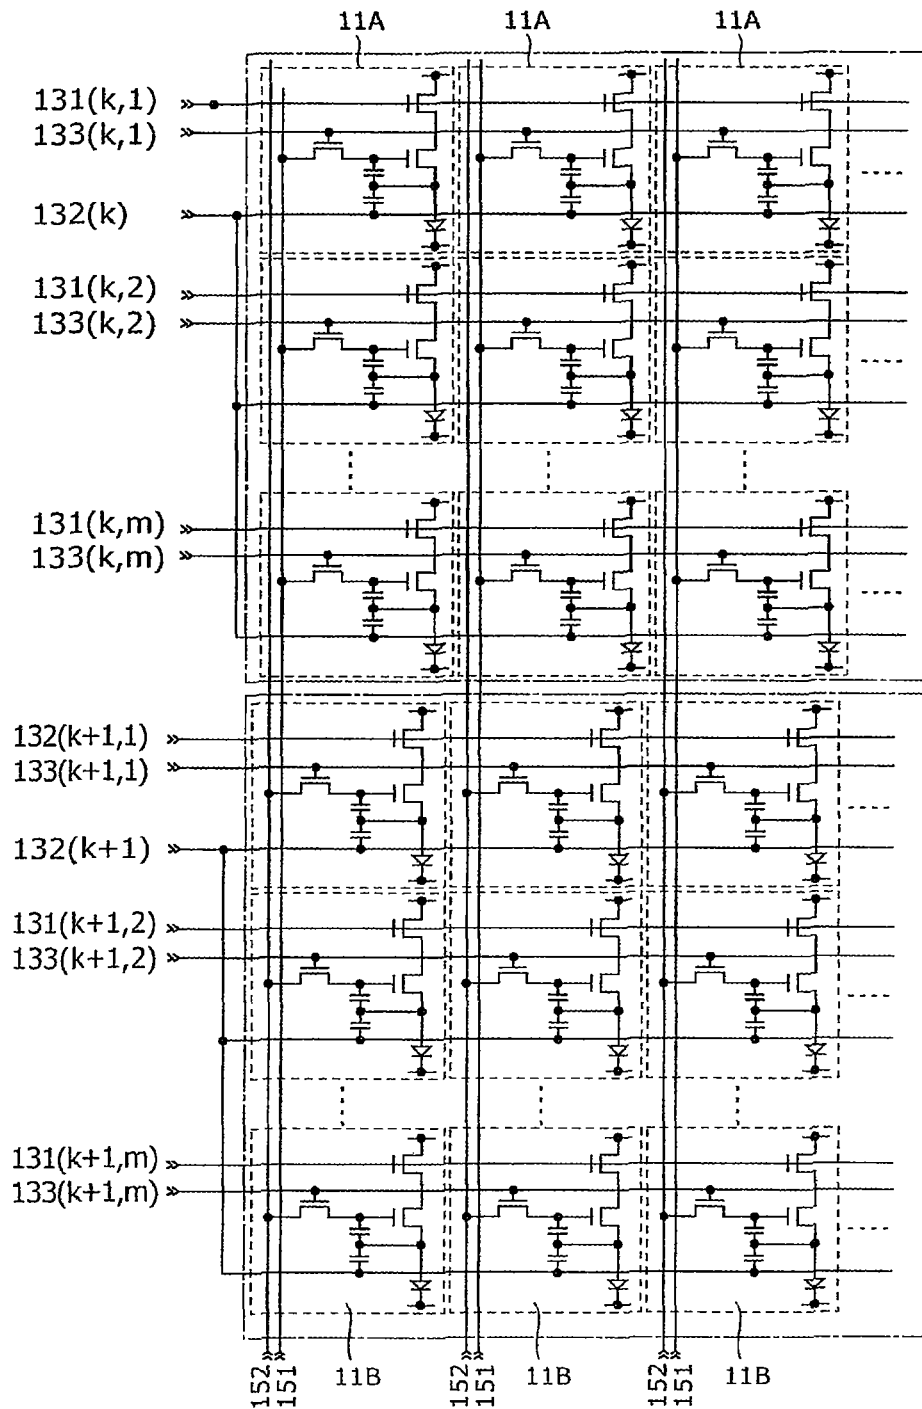 11A 11A 11A
131(k,1)
133(k,1)
132(k)
131(k,2)
133(k,2)
131(k,m)
133(k,m)
132(k+1,1)
133(k+1,1)
132(k+1)
131(k+1,2)
133(k+1,2)
131(k+1,m)
133(k+1,m)
152 151 11B 152 151 11B 152 151 11B